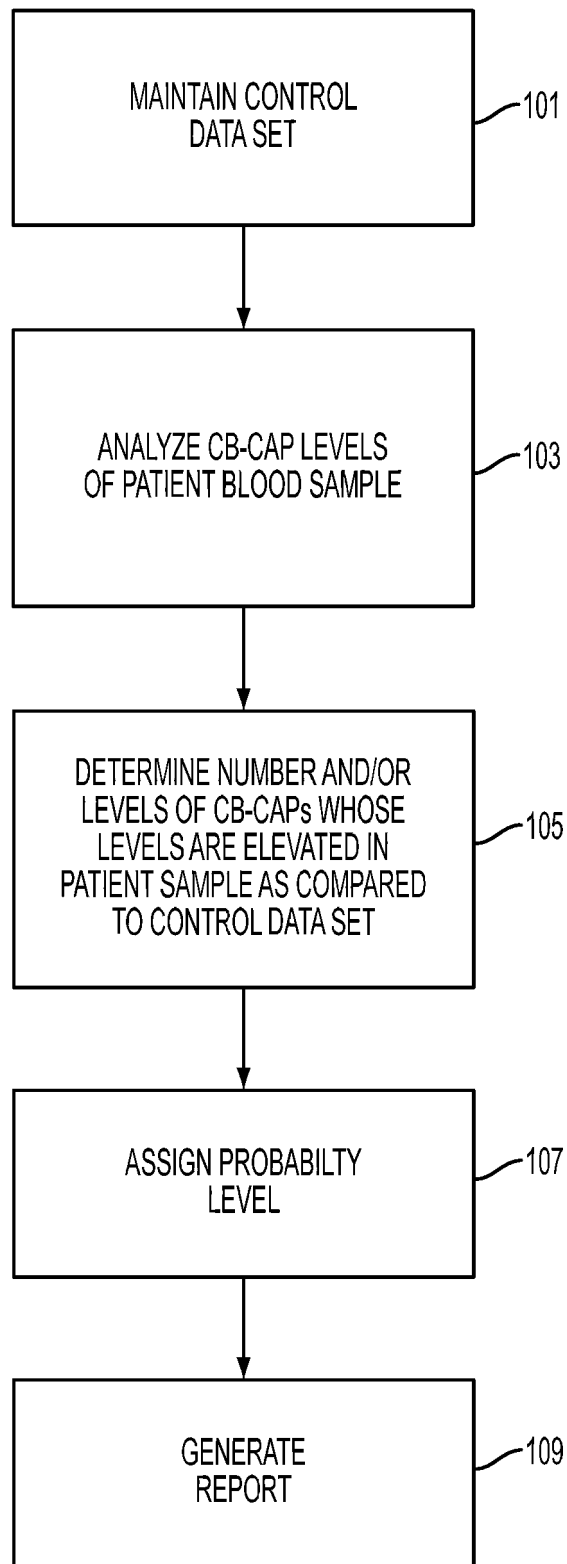 MAINTAIN CONTROL
DATA SET
101
ANALYZE CB-CAP LEVELS
OF PATIENT BLOOD SAMPLE
103
DETERMINE NUMBER AND/OR
LEVELS OF CB-CAPs WHOSE
LEVELS ARE ELEVATED IN
PATIENT SAMPLE AS COMPARED
TO CONTROL DATA SET
105
ASSIGN PROBABILTY
LEVEL
107
GENERATE
REPORT
109